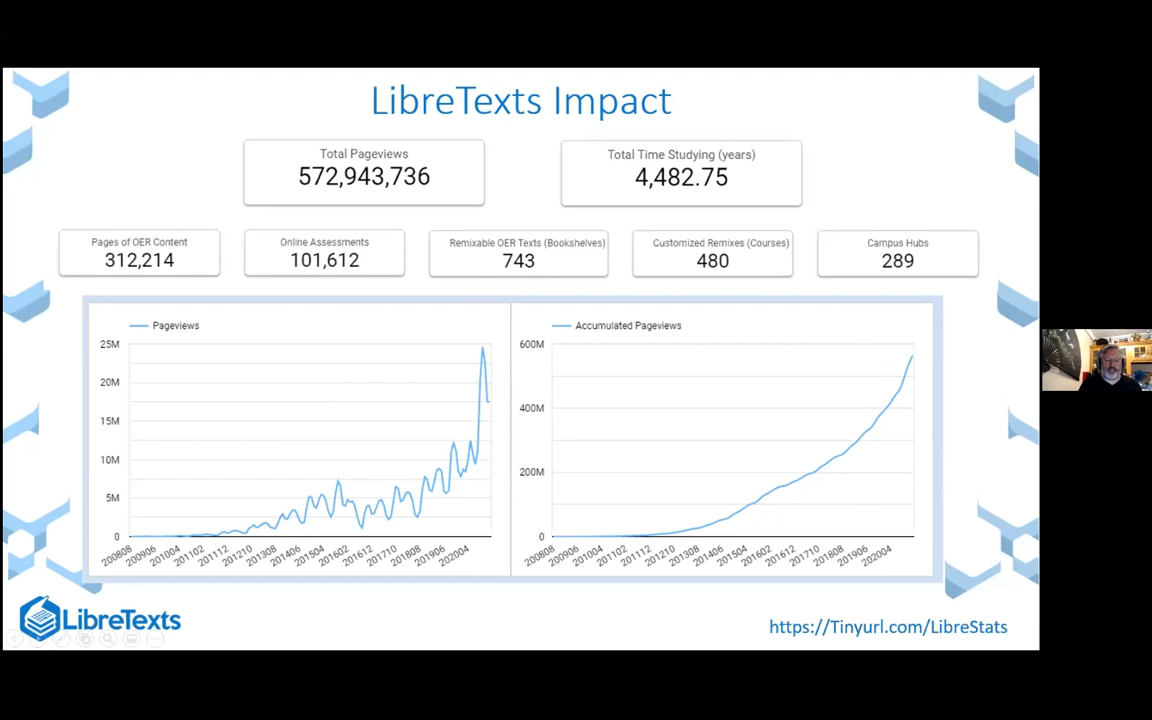 LibreTexts Impact
Total Pageviews
572,943,736
Total Time Studying (years)
4,482.75
Pages of OER Content
312,214
Online Assessments
101,612
Remixable OER Texts (Bookshelves)
743
Customized Remixes (Courses)
480
Campus Hubs
289
Pageviews
25M
20M
15M
10M
5M
0
200808 200906 201004 201102 201112 201210 201308 201406 201504 201602 201612 201710 201808 201906 202004
Accumulated Pageviews
600M
400M
200M
0
200808 200906 201004 201102 201112 201210 201308 201406 201504 201602 201612 201710 201808 201906 202004
LibreTexts
https://Tinyurl.com/LibreStats